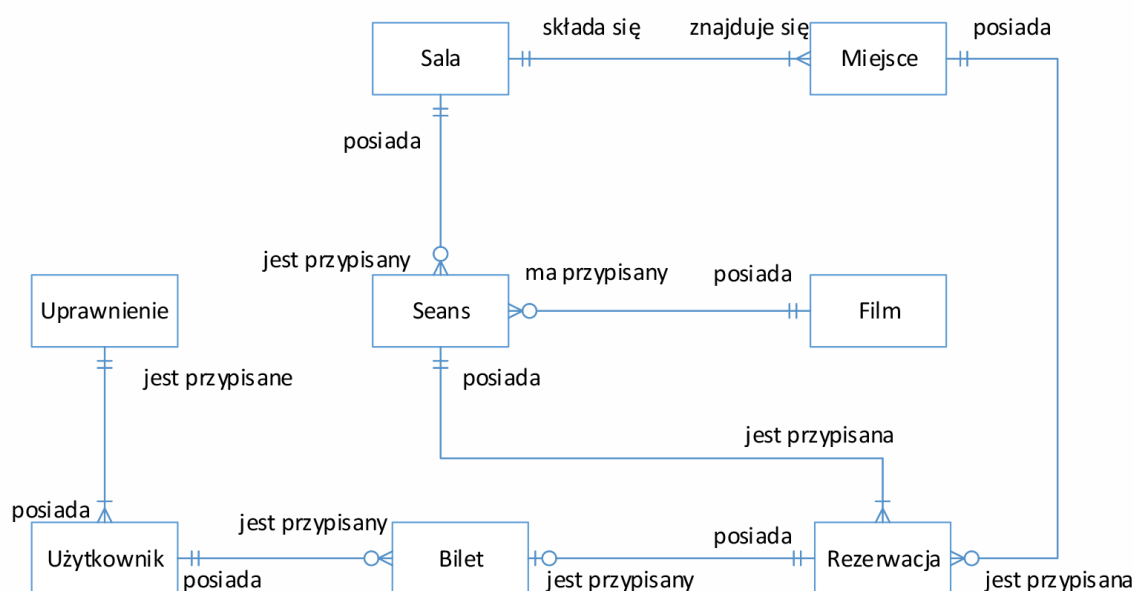 składa się
znajduje się
posiada
Sala
Miejsce
posiada
jest przypisany
ma przypisany
posiada
Uprawnienie
Seans
Film
jest przypisane
posiada
jest przypisana
posiada
jest przypisany
posiada
Użytkownik
Bilet
Rezerwacja
posiada
jest przypisany
jest przypisana